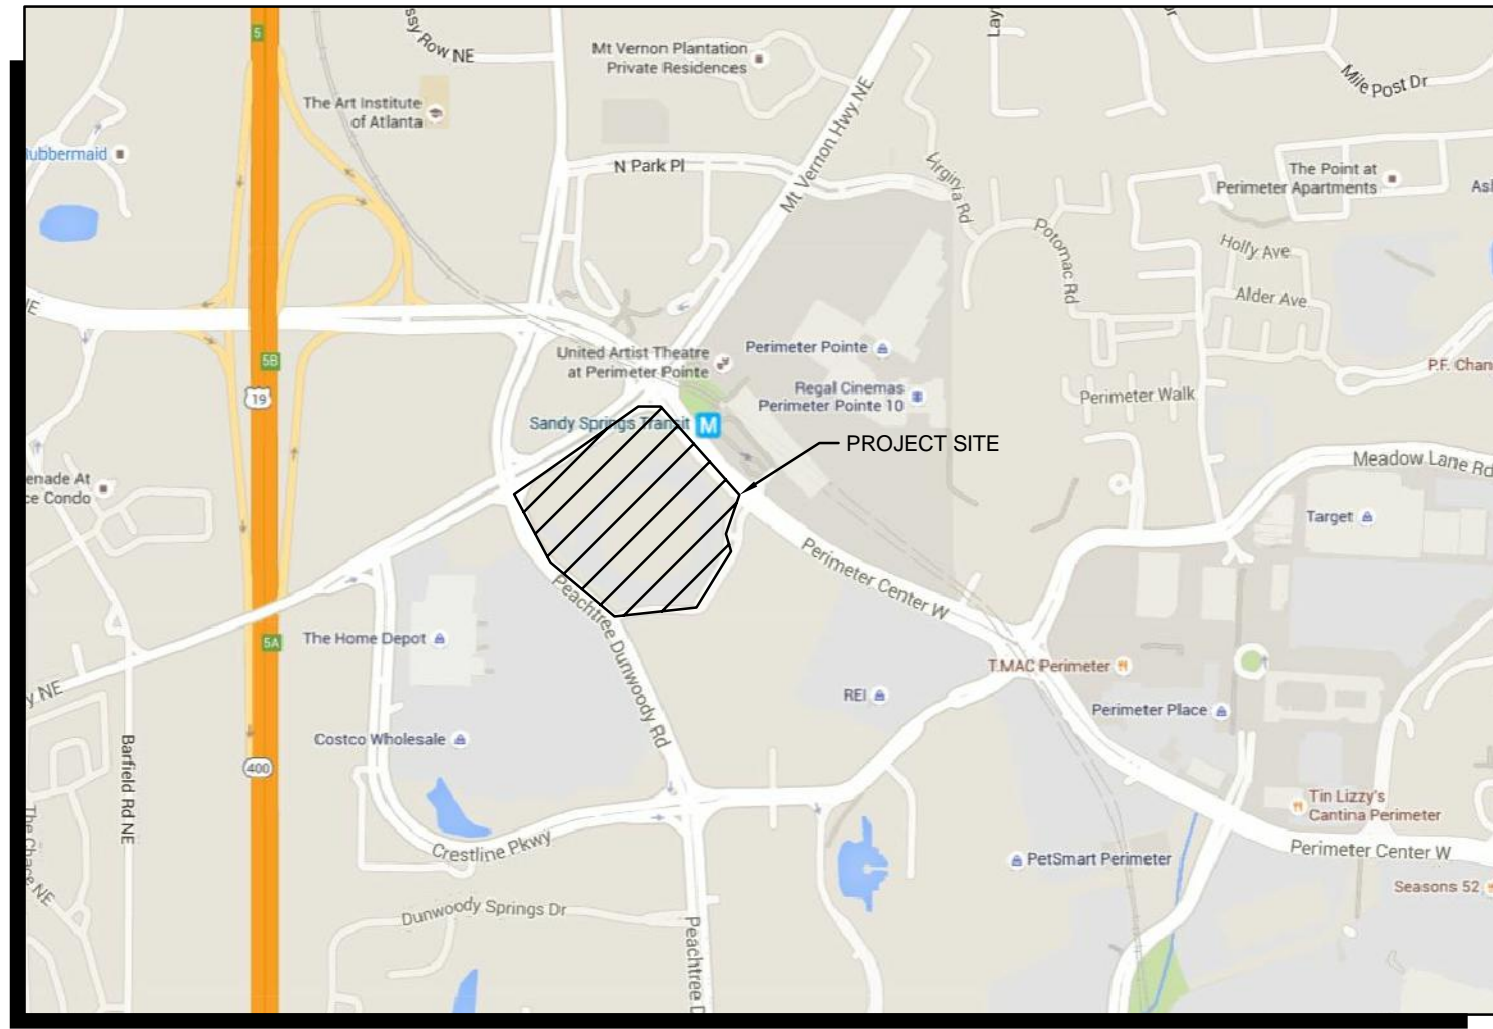 5
ssy Row NE
Mt Vernon Plantation
Private Residences
Lay
Mile Post Dr
The Art Institute
of Atlanta
ubbermaid
N Park Pl
Mt Vernon Hwy NE
Virginia Rd
The Point at
Perimeter Apartments
Asl
Potomac Rd
Holly Ave
Alder Ave
NE
5B
United Artist Theatre
at Perimeter Pointe
Perimeter Pointe
P.F. Chan
19
Regal Cinemas
Perimeter Pointe 10
Perimeter Walk
Sandy Springs Transit
M
PROJECT SITE
Meadow Lane Rd
enade At
ce Condo
Target
Perimeter Center W
Peachtree Dunwoody Rd
5A
The Home Depot
T.MAC Perimeter
y NE
REI
Perimeter Place
Barfield Rd NE
Costco Wholesale
400
Tin Lizzy's
Cantina Perimeter
The Chace NE
Crestline Pkwy
PetSmart Perimeter
Perimeter Center W
Seasons 52
Dunwoody Springs Dr
Peachtree D